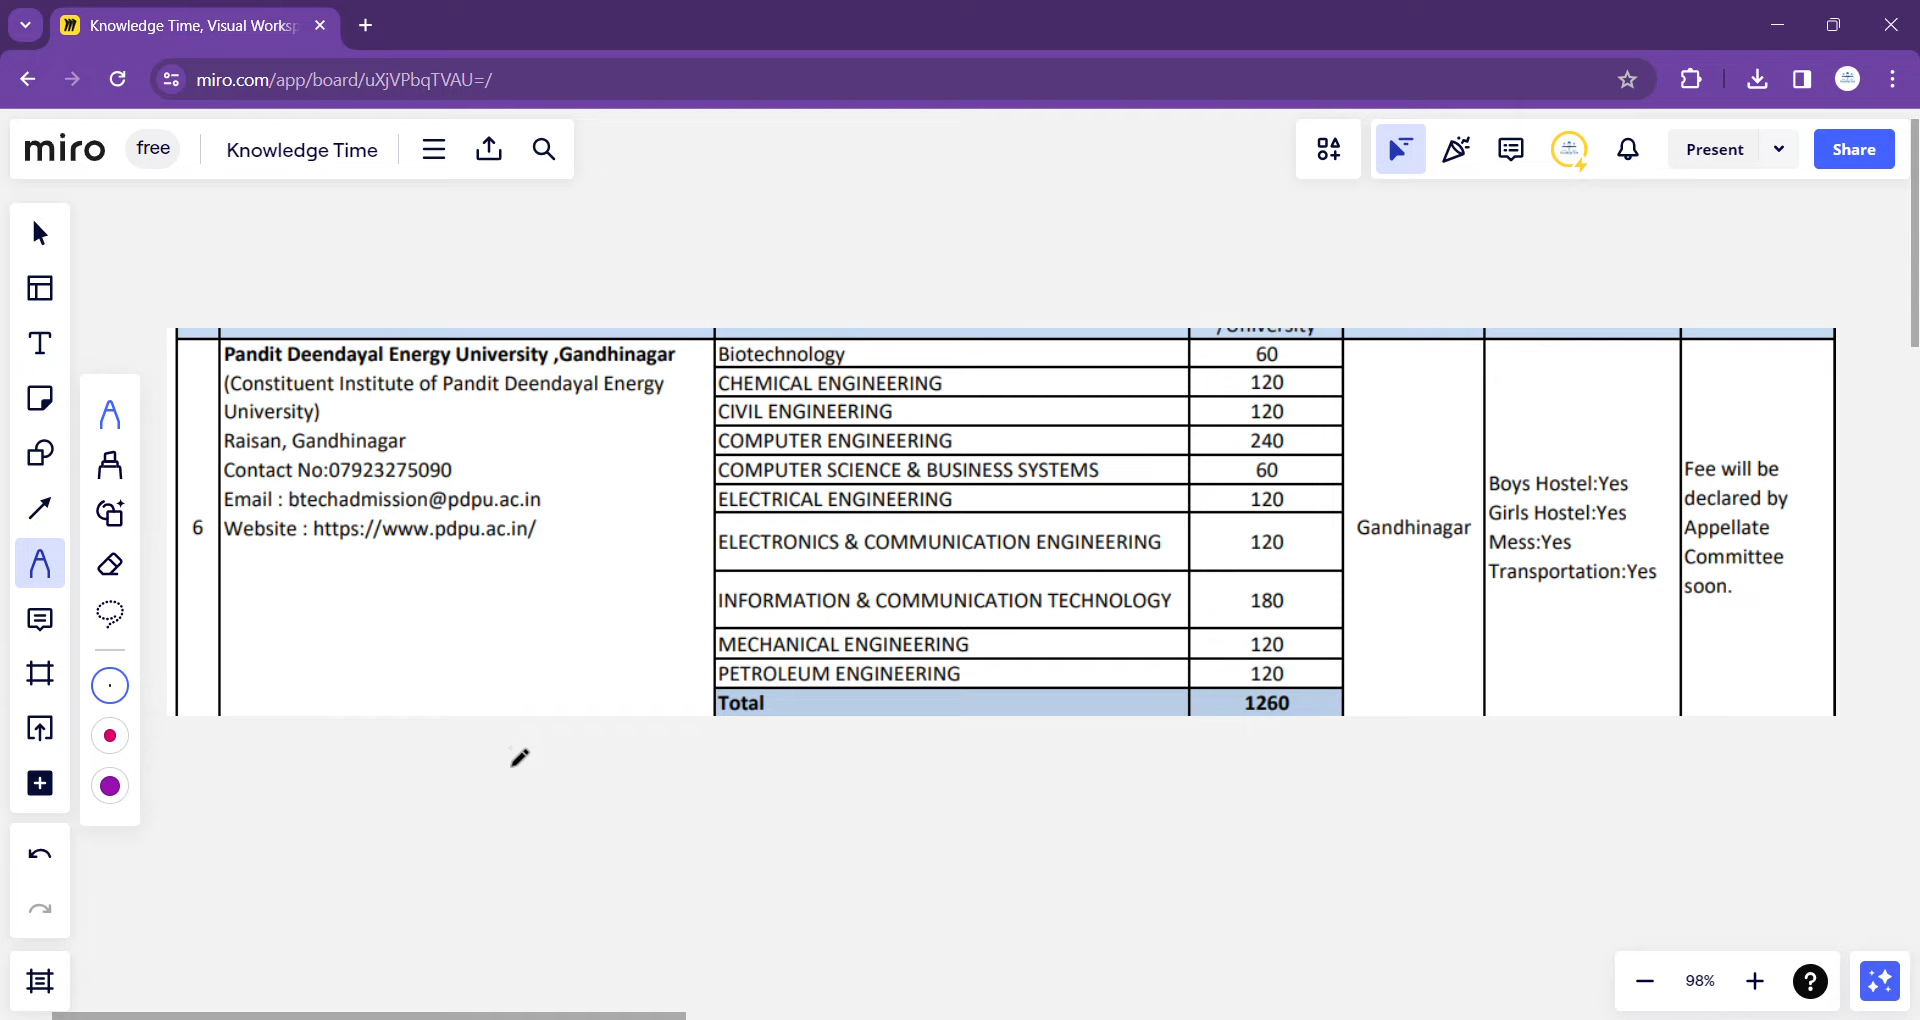 Knowledge Time, Visual Works
miro.com/app/board/uXjVPbqTVAU=/
miro free Knowledge Time
Present
Share
/University
6
Pandit Deendayal Energy University ,Gandhinagar
(Constituent Institute of Pandit Deendayal Energy
University)
Raisan, Gandhinagar
Contact No:07923275090
Email : btechadmission@pdpu.ac.in
Website : https://www.pdpu.ac.in/
Biotechnology 60
CHEMICAL ENGINEERING 120
CIVIL ENGINEERING 120
COMPUTER ENGINEERING 240
COMPUTER SCIENCE & BUSINESS SYSTEMS 60
ELECTRICAL ENGINEERING 120
ELECTRONICS & COMMUNICATION ENGINEERING 120
INFORMATION & COMMUNICATION TECHNOLOGY 180
MECHANICAL ENGINEERING 120
PETROLEUM ENGINEERING 120
Total 1260
Gandhinagar
Boys Hostel:Yes
Girls Hostel:Yes
Mess:Yes
Transportation:Yes
Fee will be
declared by
Appellate
Committee
soon.
98%